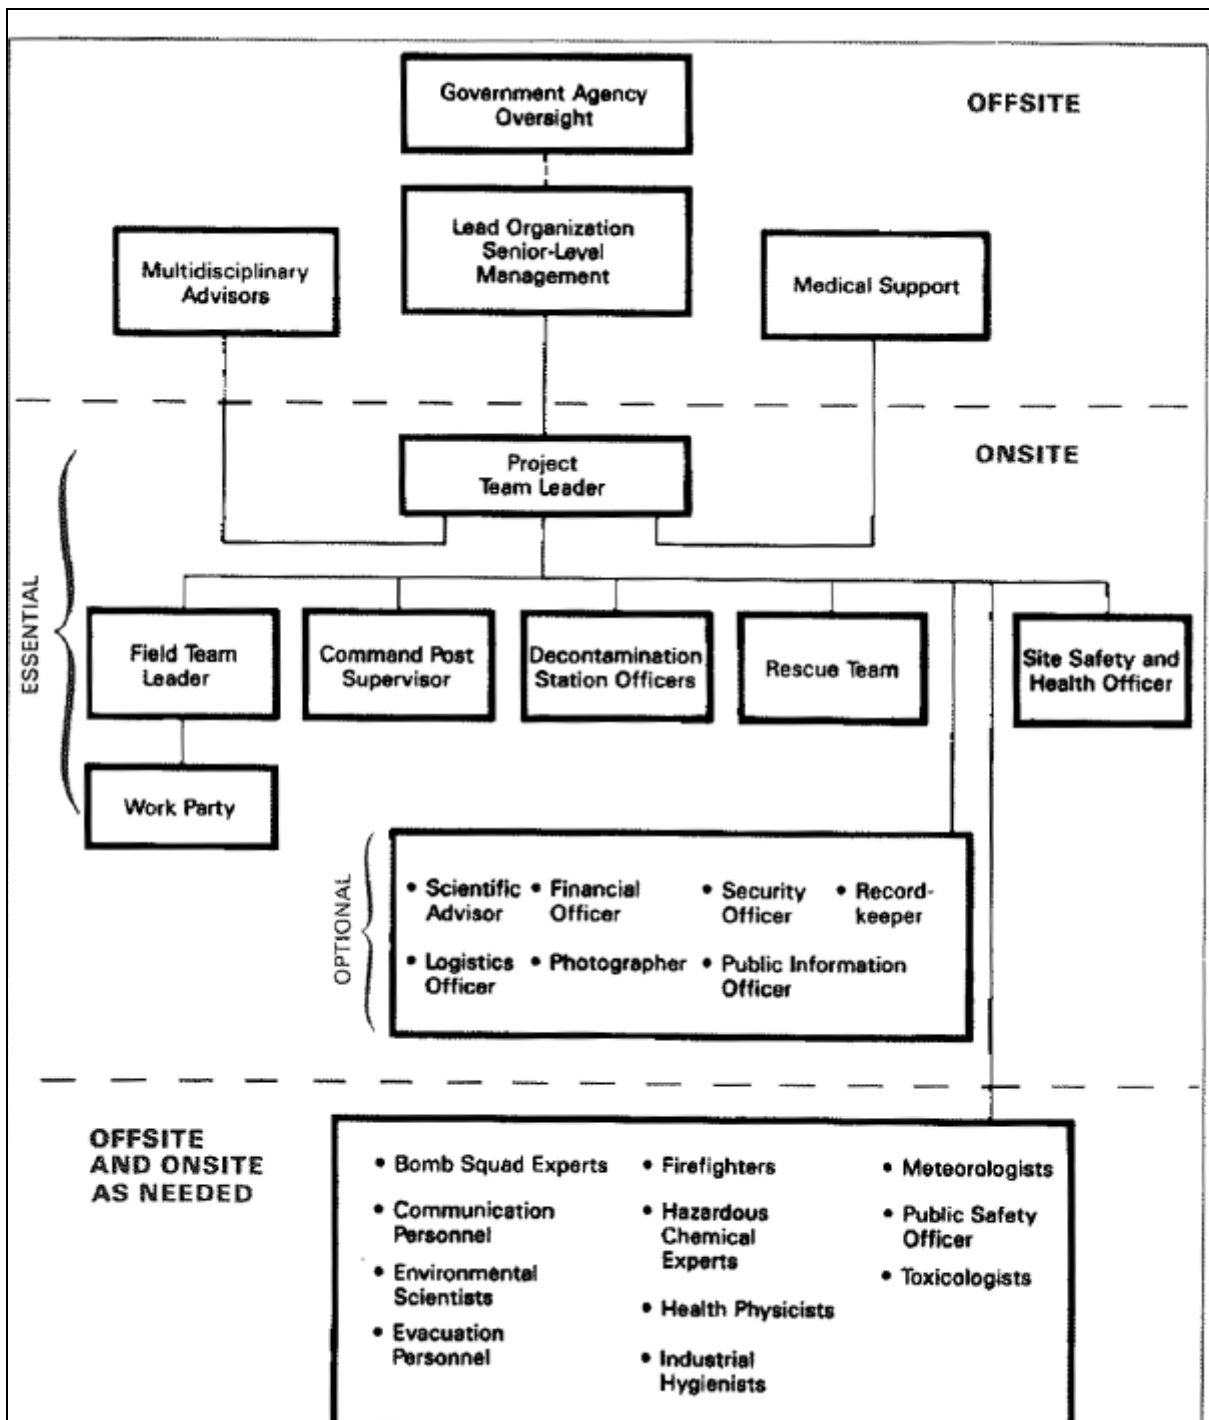 Government Agency
Oversight
OFFSITE
Lead Organization
Senior-Level
Management
Multidisciplinary
Advisors
Medical Support
Project
Team Leader
ONSITE
ESSENTIAL
Field Team
Leader
Command Post
Supervisor
Decontamination
Station Officers
Rescue Team
Site Safety and
Health Officer
Work Party
OPTIONAL
• Scientific
Advisor
• Financial
Officer
• Security
Officer
• Record-
keeper
• Logistics
Officer
• Photographer
• Public Information
Officer
OFFSITE
AND ONSITE
AS NEEDED
• Bomb Squad Experts
• Communication
Personnel
• Environmental
Scientists
• Evacuation
Personnel
• Firefighters
• Hazardous
Chemical
Experts
• Health Physicists
• Industrial
Hygienists
• Meteorologists
• Public Safety
Officer
• Toxicologists